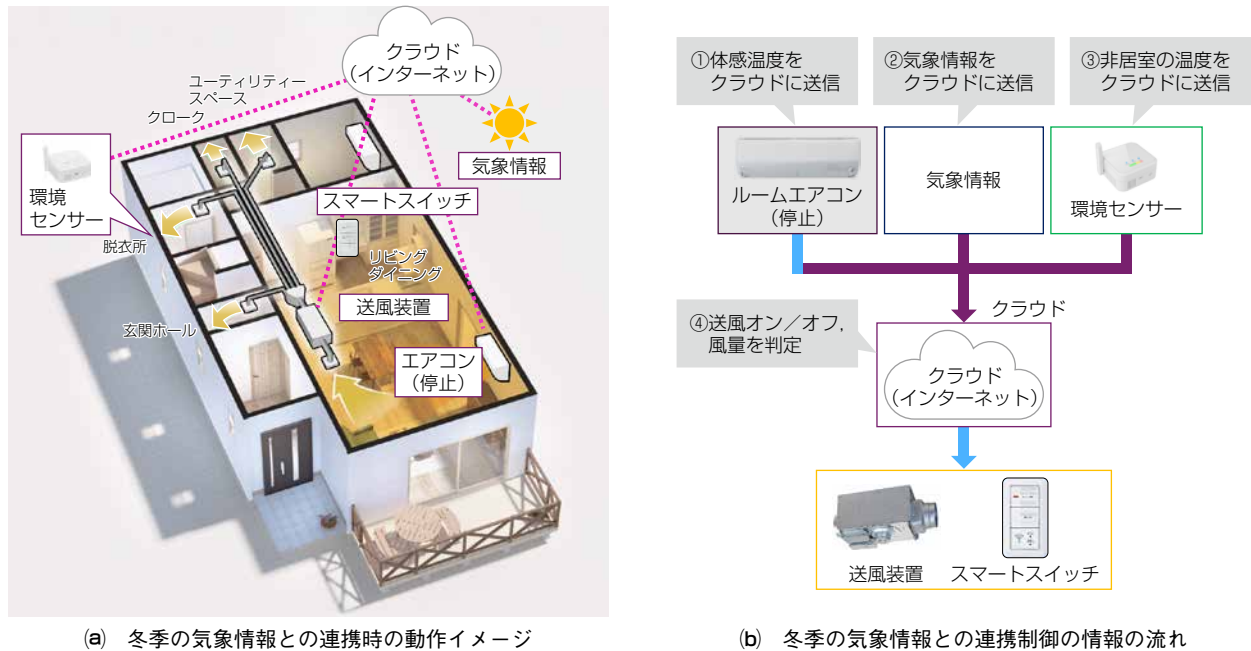 クラウド
(インターネット)
ユーティリティー
スペース
クローク
気象情報
環境
センサー
スマートスイッチ
脱衣所
リビング
ダイニング
送風装置
玄関ホール
エアコン
(停止)
(a) 冬季の気象情報との連携時の動作イメージ
①体感温度を
クラウドに送信
②気象情報を
クラウドに送信
③非居室の温度を
クラウドに送信
ルームエアコン
(停止)
気象情報
環境センサー
クラウド
④送風オン／オフ,
風量を判定
クラウド
(インターネット)
送風装置
スマートスイッチ
(b) 冬季の気象情報との連携制御の情報の流れ